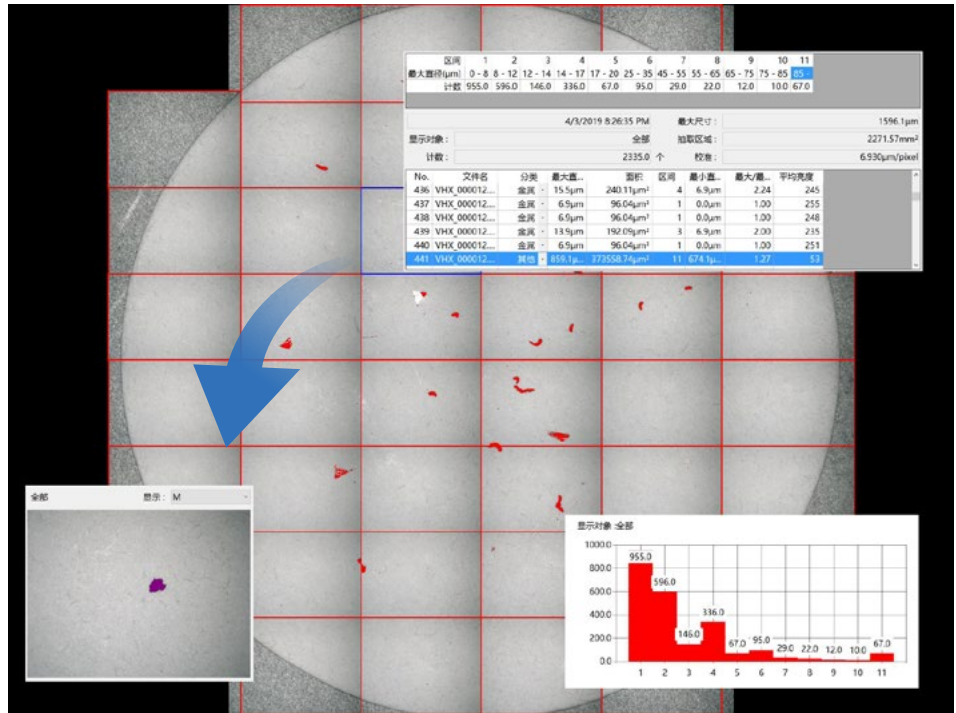 区间 1 2 3 4 5 6 7 8 9 10 11
最大直径(μm) 0 - 8 8 - 12 12 - 14 14 - 17 17 - 20 25 - 35 45 - 55 55 - 65 65 - 75 75 - 85 85 -
计数 955.0 596.0 146.0 336.0 67.0 95.0 29.0 22.0 12.0 10.0 67.0
4/3/2019 8:26:35 PM 最大尺寸： 1596.1μm
显示对象： 全部 抽取区域： 2271.57mm²
计数： 2335.0 个 校准： 6.930μm/pixel
No. 文件名 分类 最大直... 面积 区间 最小直... 最大/最... 平均亮度
436 VHX_000012... 金属 15.5μm 240.11μm² 4 6.9μm 2.24 245
437 VHX_000012... 金属 6.9μm 96.04μm² 1 0.0μm 1.00 255
438 VHX_000012... 金属 6.9μm 96.04μm² 1 0.0μm 1.00 248
439 VHX_000012... 金属 13.9μm 192.09μm² 3 6.9μm 2.00 235
440 VHX_000012... 金属 6.9μm 96.04μm² 1 0.0μm 1.00 251
441 VHX_000012... 其他 859.1μ... 373558.74μm² 11 674.1μ... 1.27 53
全部 显示： M
显示对象 :全部
1000.0
800.0
600.0
400.0
200.0
0.0
955.0 596.0 146.0 336.0 67.0 95.0 29.0 22.0 12.0 10.0 67.0
1 2 3 4 5 6 7 8 9 10 11